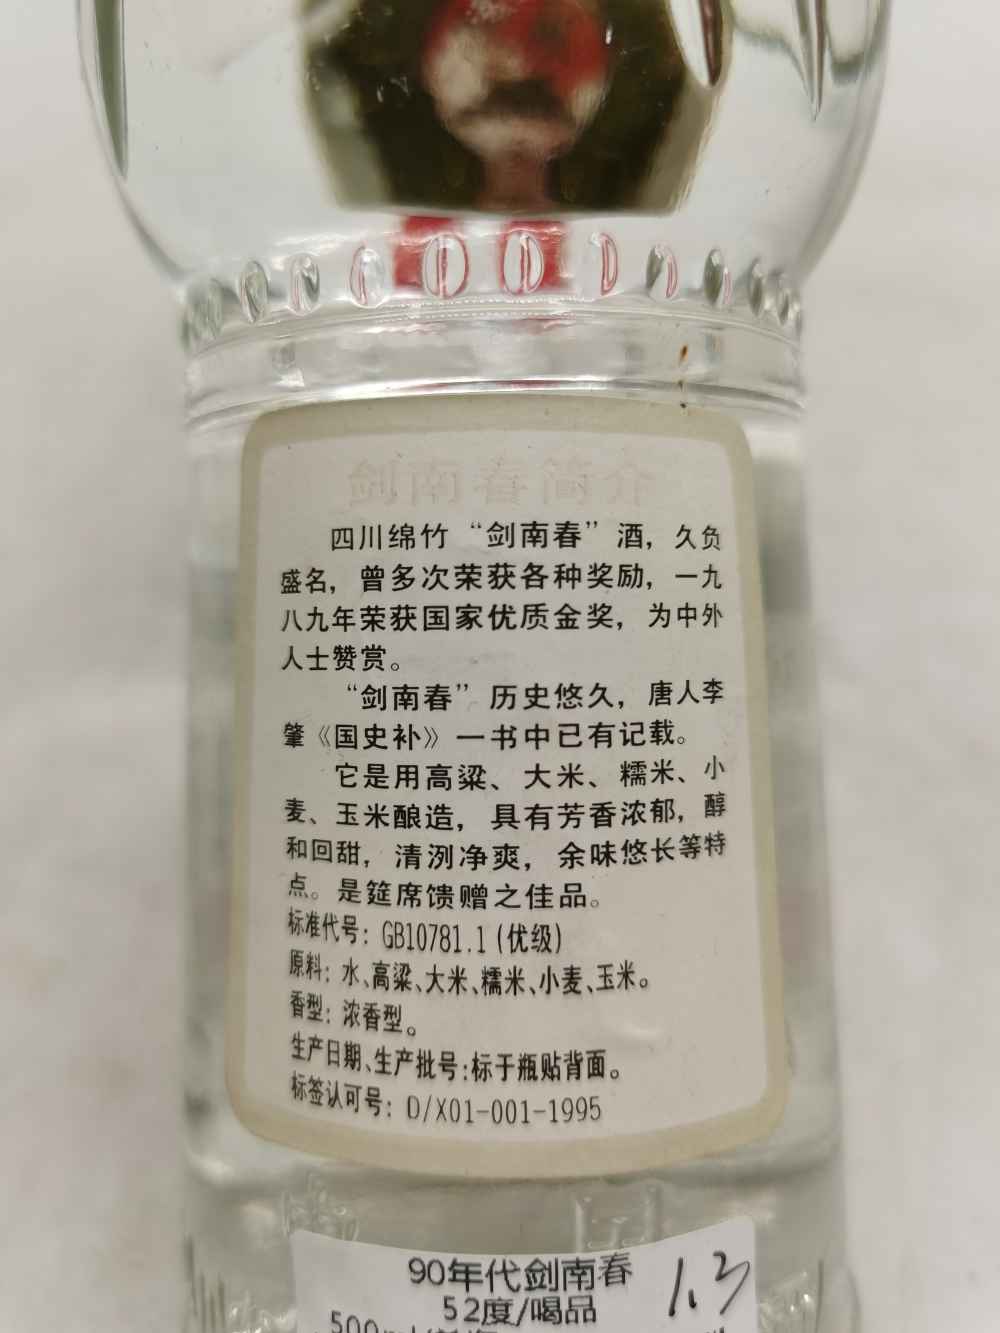 剑南春简介
四川绵竹“剑南春”酒，久负
盛名，曾多次荣获各种奖励，一九
八九年荣获国家优质金奖，为中外
人士赞赏。
“剑南春”历史悠久，唐人李
肇《国史补》一书中已有记载。
它是用高粱、大米、糯米、小
麦、玉米酿造，具有芳香浓郁，醇
和回甜，清洌净爽，余味悠长等特
点。是筵席馈赠之佳品。
标准代号：GB10781.1(优级)
原料：水、高粱、大米、糯米、小麦、玉米。
香型：浓香型。
生产日期、生产批号：标于瓶贴背面。
标签认可号：D/X01-001-1995
90年代剑南春
52度/喝品
1.3